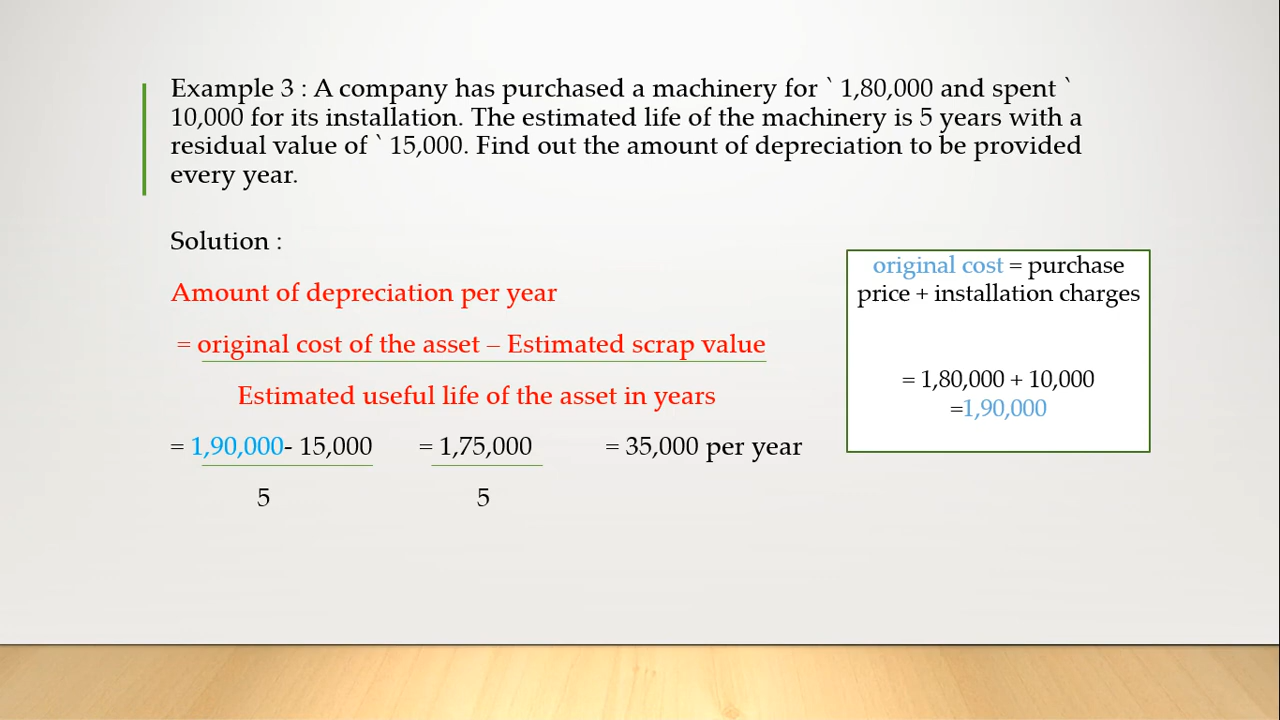 Example 3 : A company has purchased a machinery for ` 1,80,000 and spent `
10,000 for its installation. The estimated life of the machinery is 5 years with a
residual value of ` 15,000. Find out the amount of depreciation to be provided
every year.
Solution :
Amount of depreciation per year
= original cost of the asset – Estimated scrap value
Estimated useful life of the asset in years
= 1,90,000- 15,000 = 1,75,000 = 35,000 per year
5 5
original cost = purchase
price + installation charges
= 1,80,000 + 10,000
=1,90,000